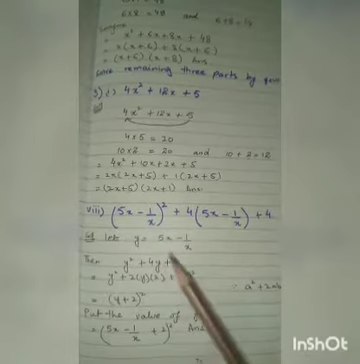 6×8 = 48 and 6+8 = 14
= x² + 6x + 8x + 48
= x(x+6) + 8(x+6)
= (x+6)(x+8) Ans
remaining three parts by
3) i) 4x² + 12x + 5
Sol
4x² + 12x + 5
4 × 5 = 20
10×2 = 20 and 10 + 2 = 12
= 4x² + 10x + 2x + 5
= 2x(2x+5) + 1(2x+5)
= (2x+5)(2x+1) Ans
viii) (5x - 1/x)² + 4(5x - 1/x) + 4
Sol let y = 5x - 1/x
Then y² + 4y +
= y² + 2(y)(2) + ²
∵ a² + 2ab
= (y+2)²
Put the value of y
= (5x - 1/x + 2)² Ans
InShOt